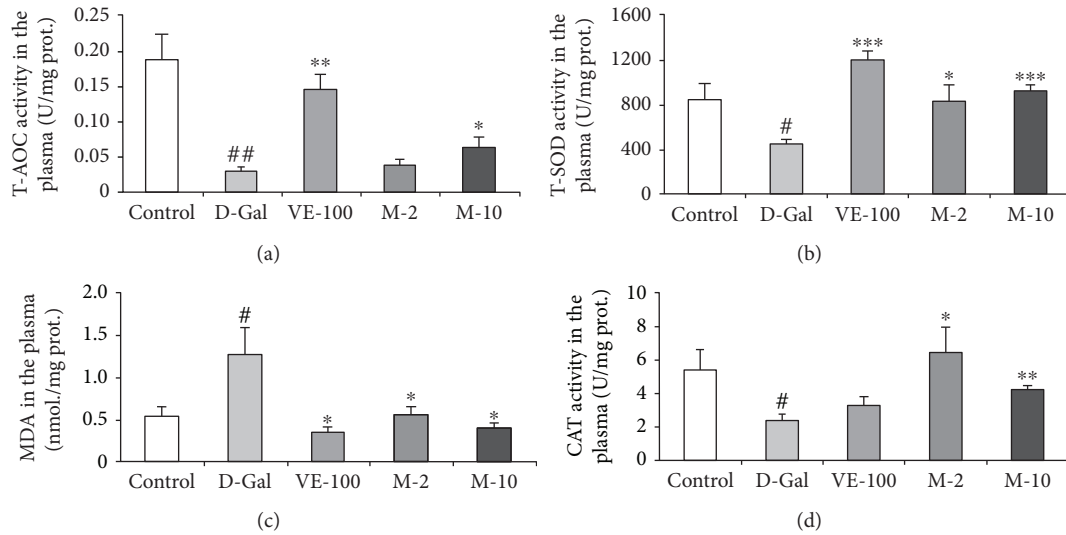 T-AOC activity in the
plasma (U/mg prot.)
0.25
0.20
0.15
0.10
0.05
0
##
**
*
Control D-Gal VE-100 M-2 M-10
(a)
T-SOD activity in the
plasma (U/mg prot.)
1600
1200
800
400
0
#
***
*
***
Control D-Gal VE-100 M-2 M-10
(b)
MDA in the plasma
(nmol./mg prot.)
2.0
1.5
1.0
0.5
0
#
*
*
*
Control D-Gal VE-100 M-2 M-10
(c)
CAT activity in the
plasma (U/mg prot.)
10
8
6
4
2
0
#
*
**
Control D-Gal VE-100 M-2 M-10
(d)